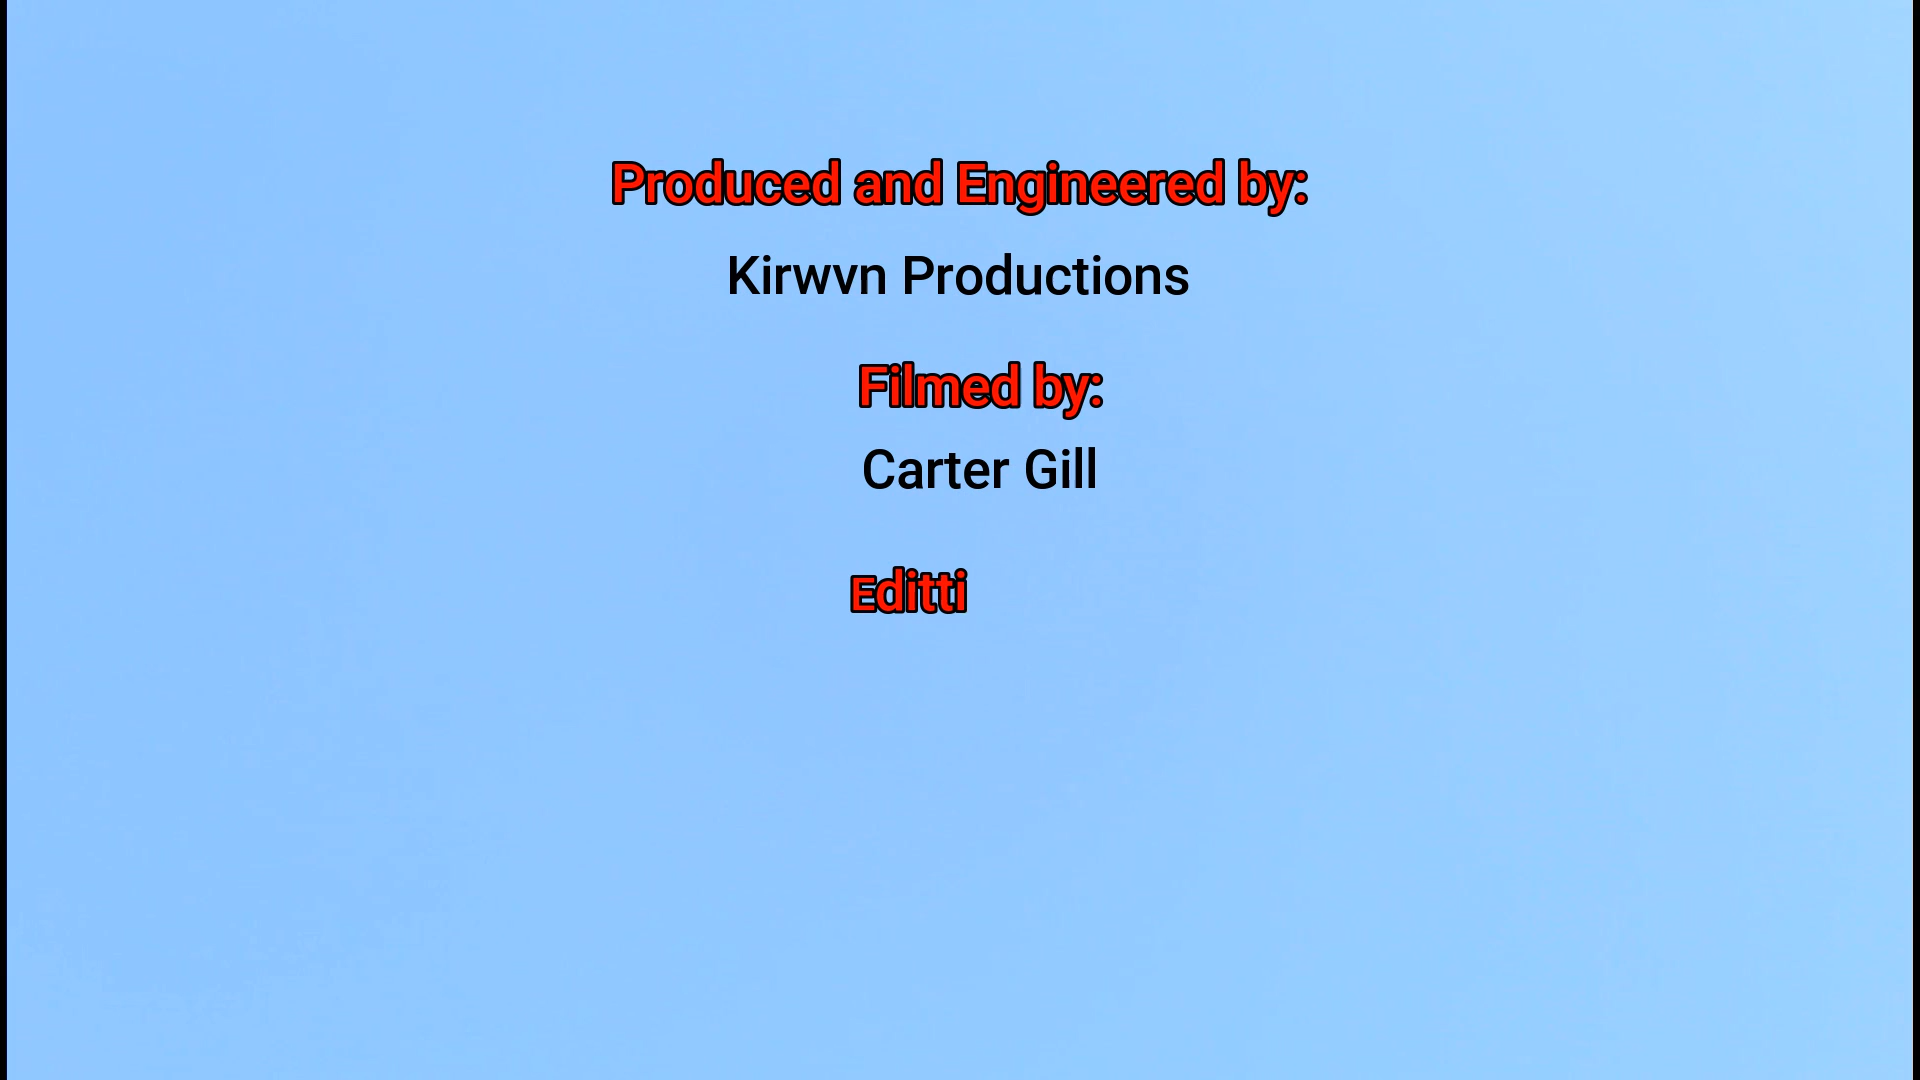 Produced and Engineered by:
Kirwvn Productions
Filmed by:
Carter Gill
Editti